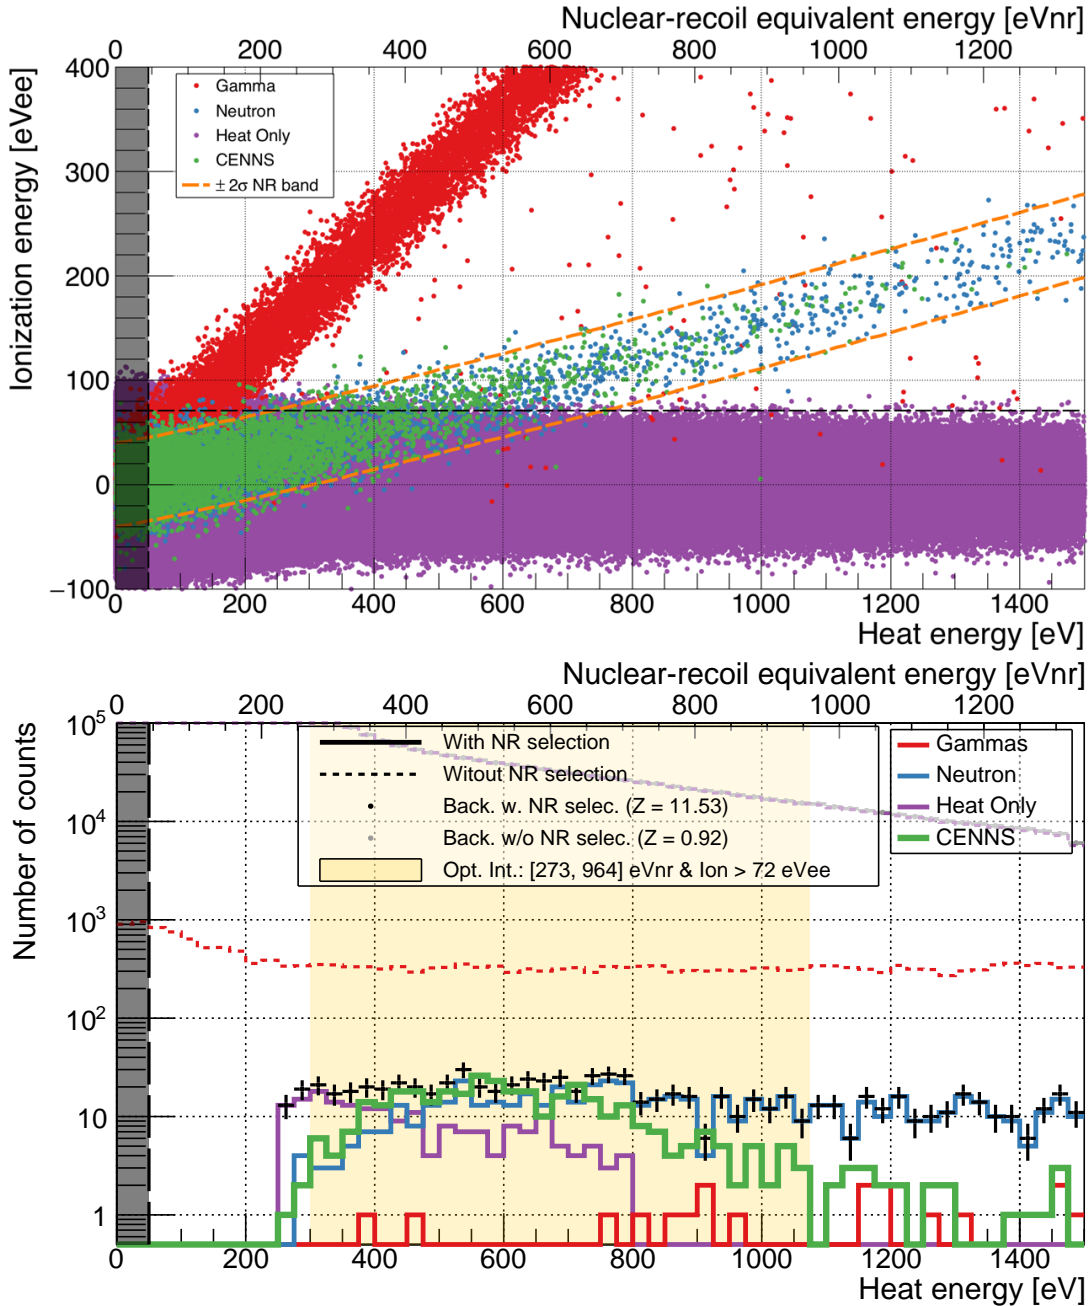 Nuclear-recoil equivalent energy [eVnr]
0 200 400 600 800 1000 1200
Ionization energy [eVee]
400
300
200
100
0
−100
Gamma
Neutron
Heat Only
CENNS
± 2σ NR band
0 200 400 600 800 1000 1200 1400
Heat energy [eV]
Nuclear-recoil equivalent energy [eVnr]
0 200 400 600 800 1000 1200
Number of counts
10^5
10^4
10^3
10^2
10
1
With NR selection
Witout NR selection
Back. w. NR selec. (Z = 11.53)
Back. w/o NR selec. (Z = 0.92)
Opt. Int.: [273, 964] eVnr & Ion > 72 eVee
Gammas
Neutron
Heat Only
CENNS
0 200 400 600 800 1000 1200 1400
Heat energy [eV]